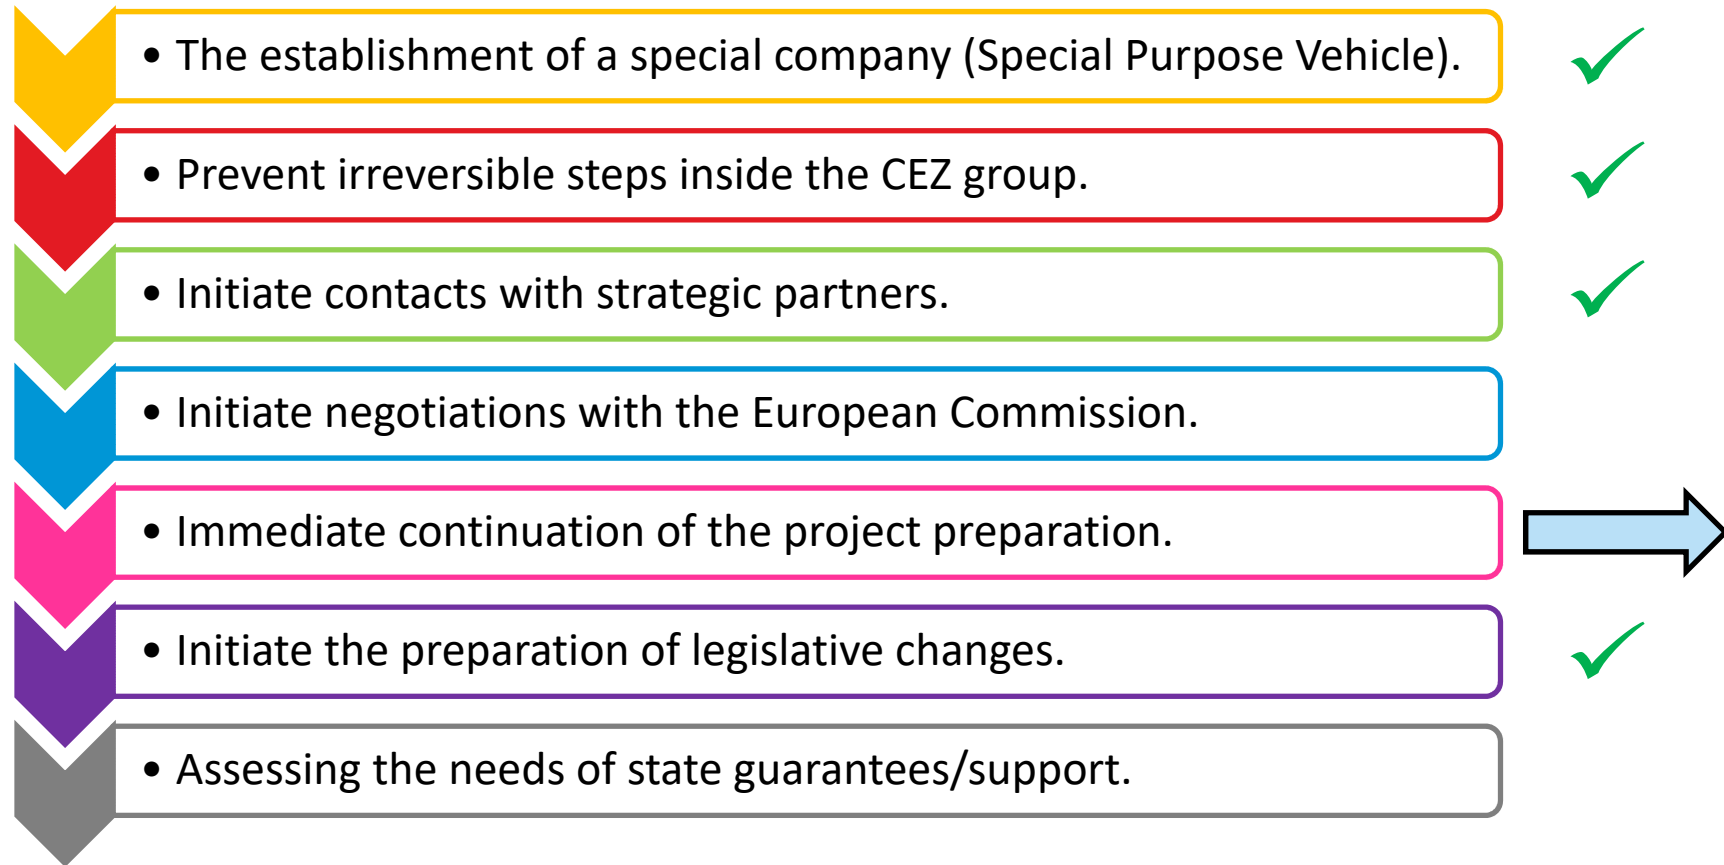 • The establishment of a special company (Special Purpose Vehicle).
• Prevent irreversible steps inside the CEZ group.
• Initiate contacts with strategic partners.
• Initiate negotiations with the European Commission.
• Immediate continuation of the project preparation.
• Initiate the preparation of legislative changes.
• Assessing the needs of state guarantees/support.